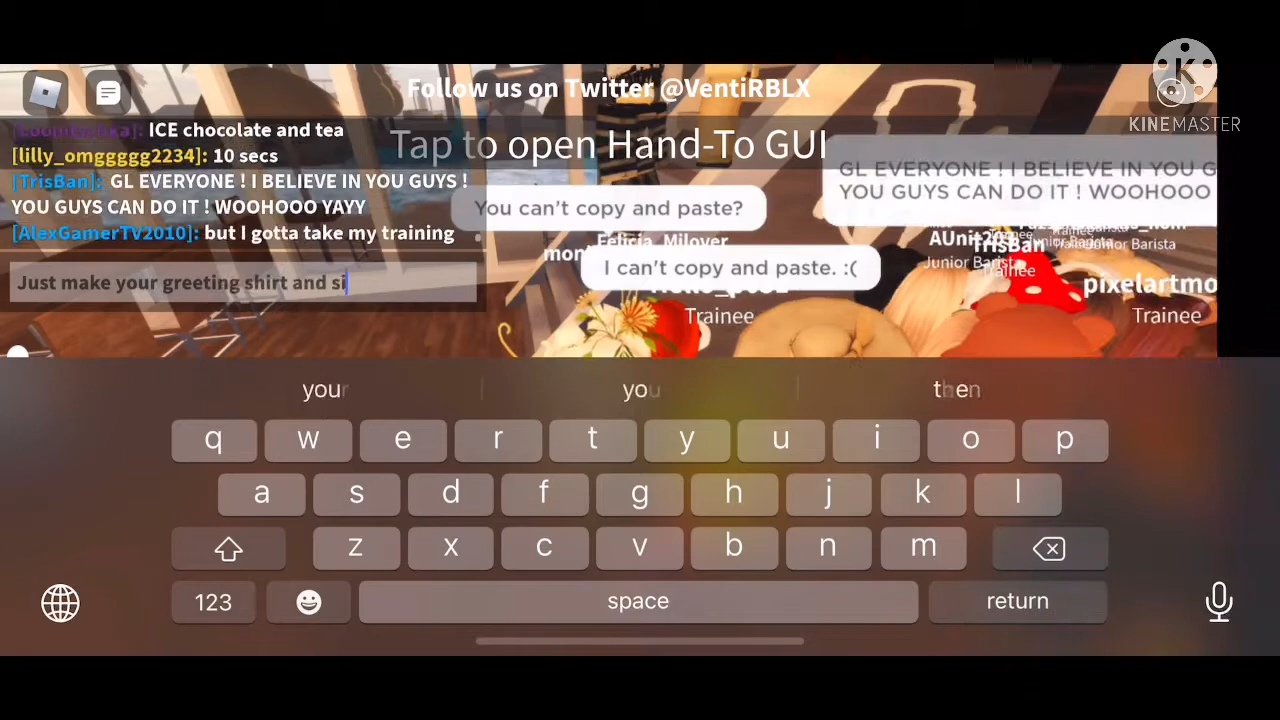 Follow us on Twitter @VentiRBLX
KINEMASTER
ICE chocolate and tea
Tap to open Hand-To GUI
[lilly_omggggg2234]: 10 secs
[TrisBan]: GL EVERYONE ! I BELIEVE IN YOU GUYS !
YOU GUYS CAN DO IT ! WOOHOOO YAYY
[AlexGamerTV2010]: but I gotta take my training
GL EVERYONE ! I BELIEVE IN YOU G
YOU GUYS CAN DO IT ! WOOHOOO
You can't copy and paste?
Felicia_Milover
I can't copy and paste. :(
TrisBan
Junior Barista
Trainee
pixelartmo
Trainee
Trainee
Just make your greeting shirt and si
your you then
q w e r t y u i o p
a s d f g h j k l
z x c v b n m
123 space return